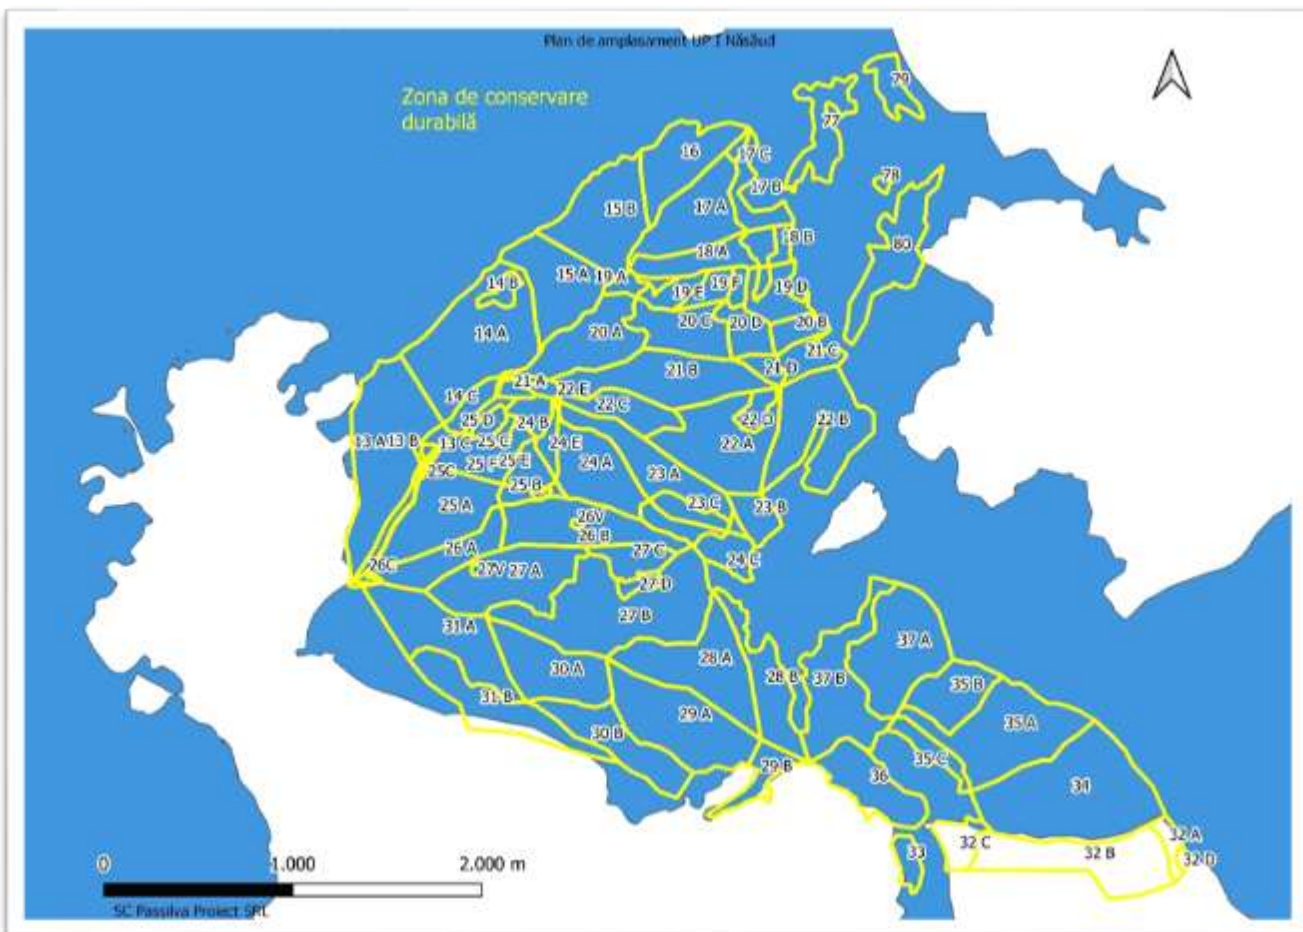 Plan de amplasament UP I Năsăud
Zona de conservare
durabilă
79
77
16
17 C
78
17 B
15 B
17 A
18 B
80
18 A
15 A
19 A
14 B
19 F
19 E
19 D
20 C
20 D
20 B
14 A
20 A
21 C
21 B
21 D
21 A
22 E
14 C
22 C
25 D
24 B
22 D
22 B
13 A
13 B
13 C
25 C
24 E
22 A
25 F
25 E
24 A
25C
23 A
25 B
25 A
23 C
23 B
26V
26 B
26 A
27 C
24 C
26C
27V
27 A
27 D
27 B
31 A
37 A
28 A
30 A
28 B
37 B
35 B
31 B
29 A
35 A
30 B
35 C
29 B
36
34
32 A
32 C
32 B
33
32 D
0
1.000
2.000 m
SC Passilva Proiect SRL